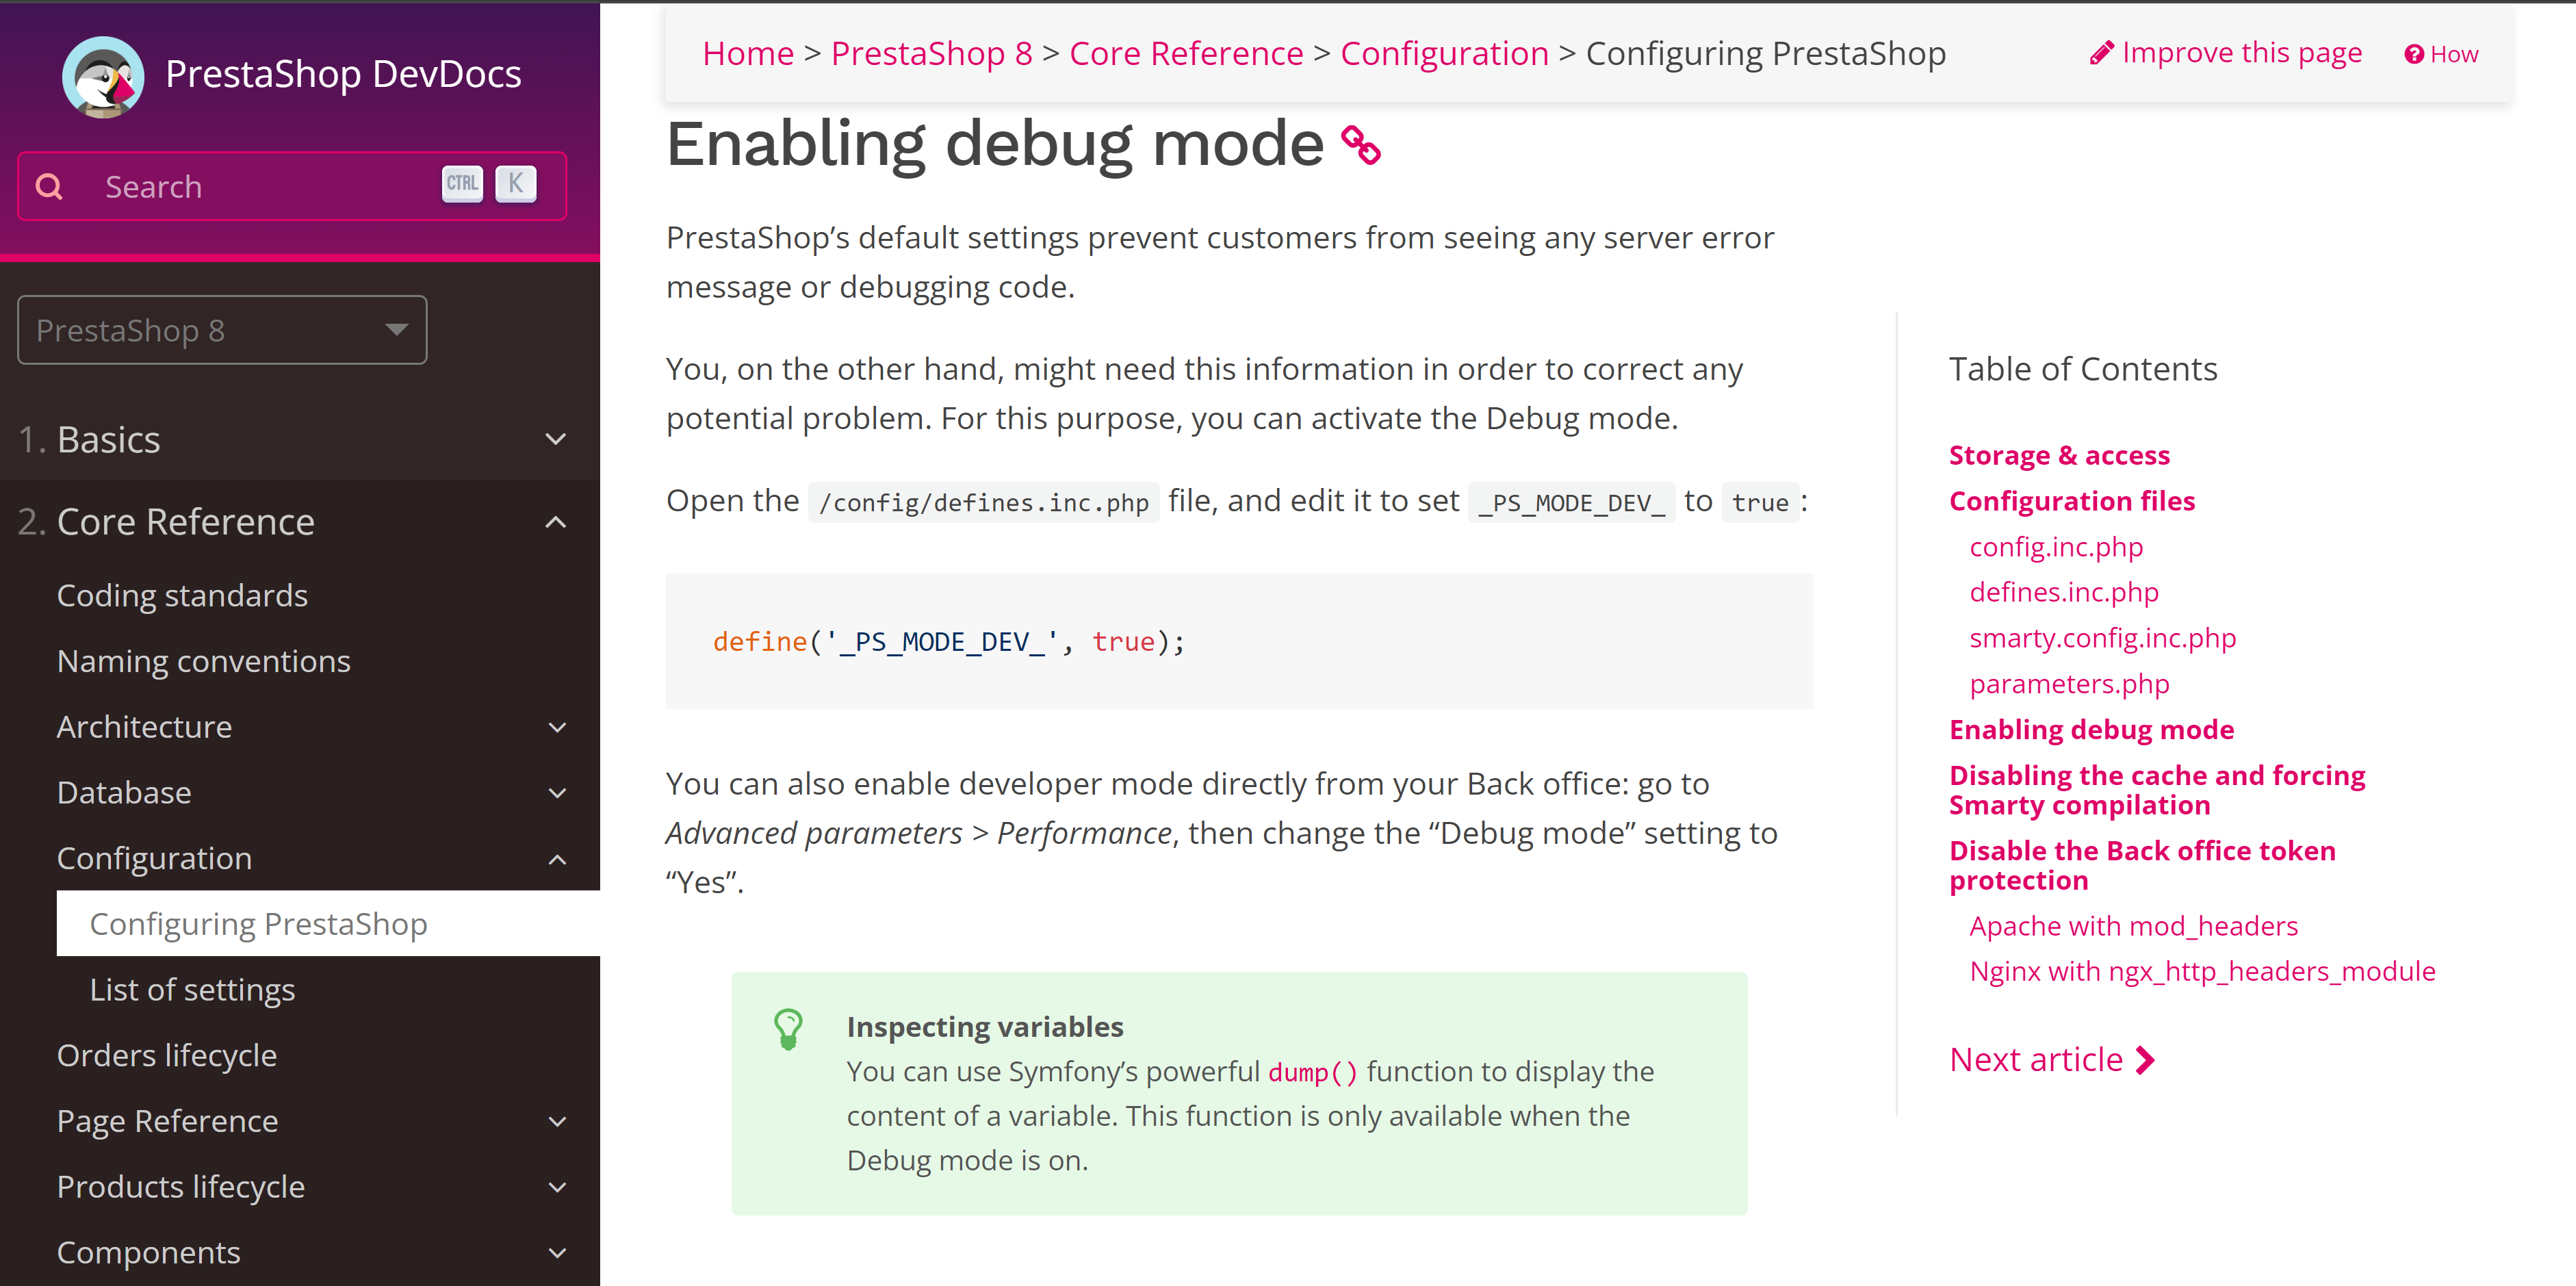 PrestaShop DevDocs
Search
CTRL K
PrestaShop 8
1. Basics
2. Core Reference
Coding standards
Naming conventions
Architecture
Database
Configuration
Configuring PrestaShop
List of settings
Orders lifecycle
Page Reference
Products lifecycle
Components
Home > PrestaShop 8 > Core Reference > Configuration > Configuring PrestaShop
Improve this page
How
Enabling debug mode
PrestaShop’s default settings prevent customers from seeing any server error
message or debugging code.
You, on the other hand, might need this information in order to correct any
potential problem. For this purpose, you can activate the Debug mode.
Open the /config/defines.inc.php file, and edit it to set _PS_MODE_DEV_ to true:
define('_PS_MODE_DEV_', true);
You can also enable developer mode directly from your Back office: go to
Advanced parameters > Performance, then change the “Debug mode” setting to
“Yes”.
Inspecting variables
You can use Symfony’s powerful dump() function to display the
content of a variable. This function is only available when the
Debug mode is on.
Table of Contents
Storage & access
Configuration files
config.inc.php
defines.inc.php
smarty.config.inc.php
parameters.php
Enabling debug mode
Disabling the cache and forcing
Smarty compilation
Disable the Back office token
protection
Apache with mod_headers
Nginx with ngx_http_headers_module
Next article